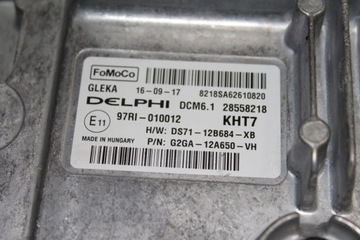 FoMoCo
GLEKA 16-09-17 8218SA62610820
DELPHI DCM6.1 28558218
E11 97RI-010012 KHT7
H/W: DS71-12B684-XB
MADE IN HUNGARY P/N: G2GA-12A650-VH